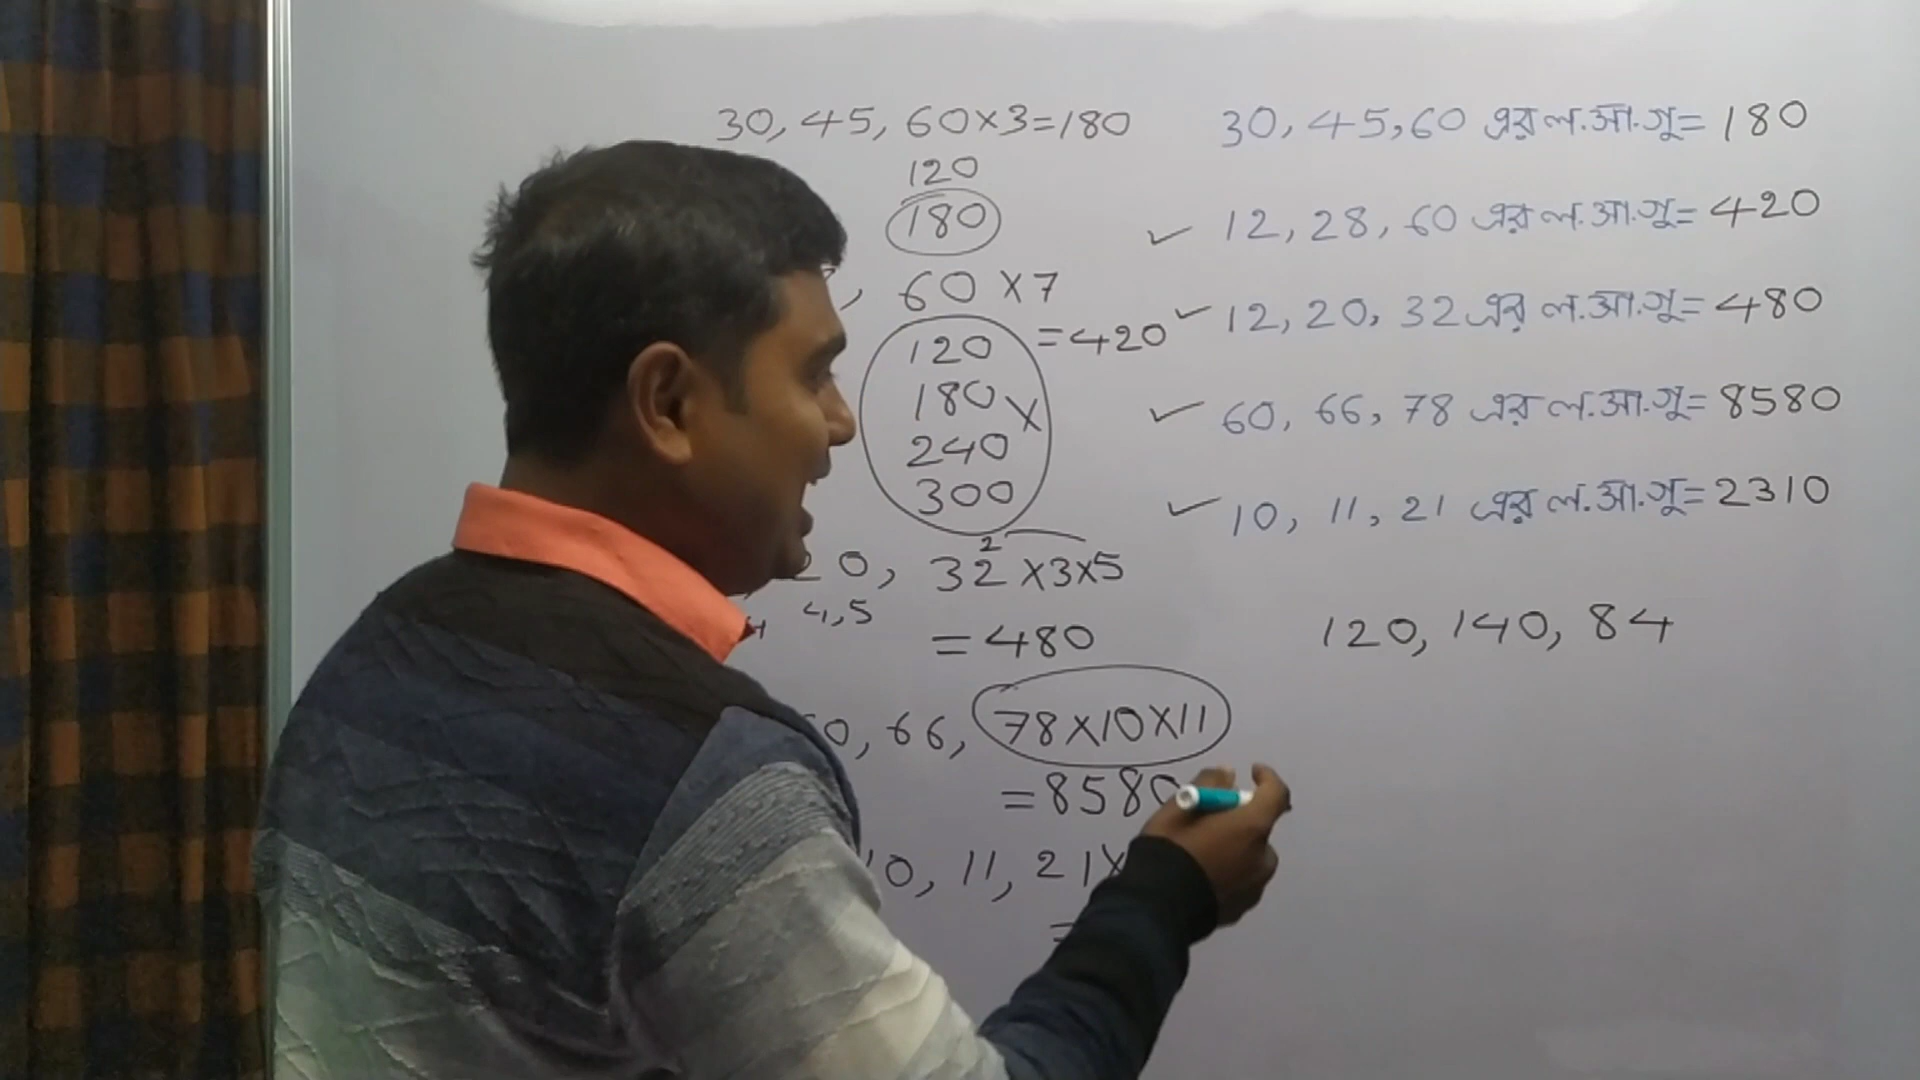 30, 45, 60×3=180
120
180
, 60 ×7
=420
120
180 ×
240
300
20, 32 ×3×5
2
4,5
=480
60, 66, 78×10×11
=8580
10, 11, 21×
=
30, 45, 60 এর ল.সা.গু= 180
✓ 12, 28, 60 এর ল.সা.গু= 420
✓ 12, 20, 32 এর ল.সা.গু= 480
✓ 60, 66, 78 এর ল.সা.গু= 8580
✓ 10, 11, 21 এর ল.সা.গু= 2310
120, 140, 84